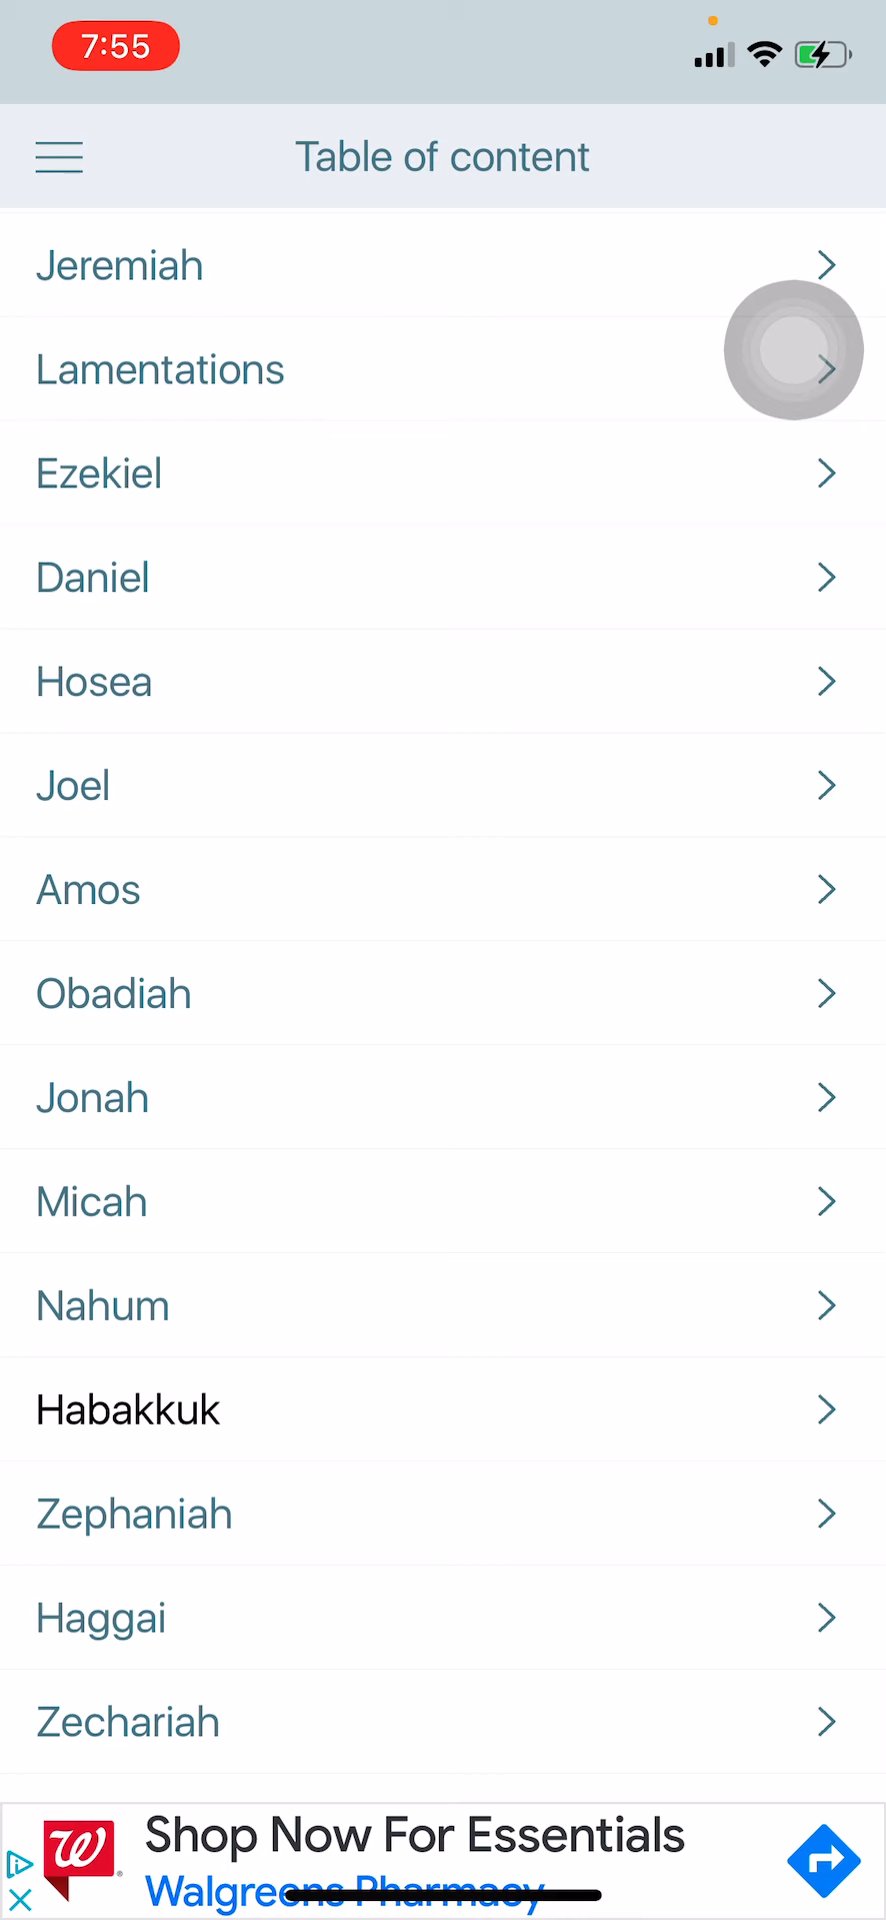 7:55
Table of content
Jeremiah
Lamentations
Ezekiel
Daniel
Hosea
Joel
Amos
Obadiah
Jonah
Micah
Nahum
Habakkuk
Zephaniah
Haggai
Zechariah
Shop Now For Essentials
Walgreens Pharmacy